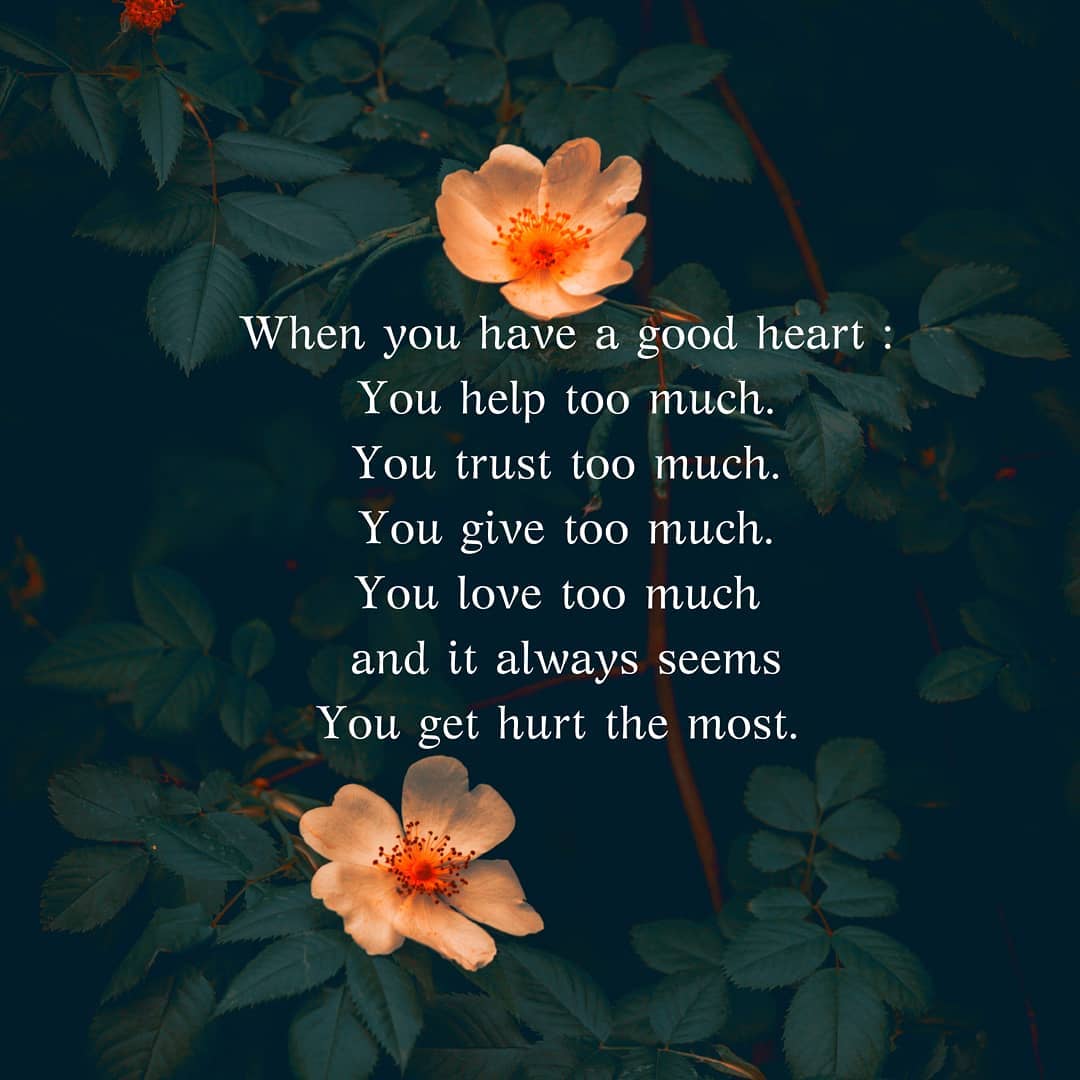 When you have a good heart :
You help too much.
You trust too much.
You give too much.
You love too much
and it always seems
You get hurt the most.